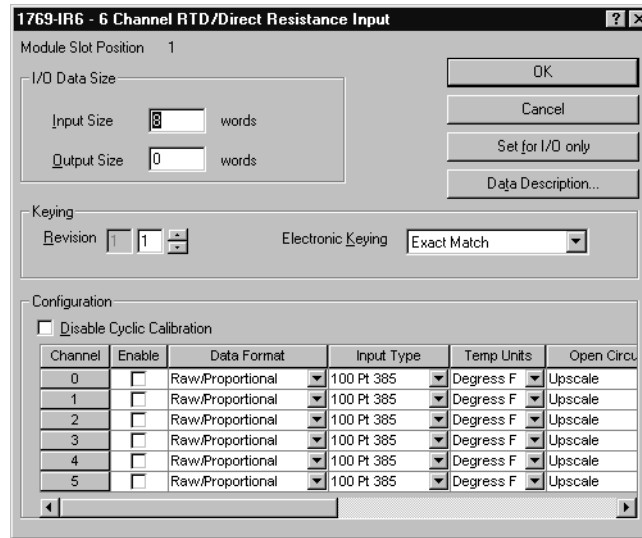 1769-IR6 - 6 Channel RTD/Direct Resistance Input
Module Slot Position 1
I/O Data Size
Input Size 8 words
Output Size 0 words
OK
Cancel
Set for I/O only
Data Description...
Keying
Revision 1 1
Electronic Keying Exact Match
Configuration
Disable Cyclic Calibration
Channel Enable Data Format Input Type Temp Units Open Circu
0 Raw/Proportional 100 Pt 385 Degress F Upscale
1 Raw/Proportional 100 Pt 385 Degress F Upscale
2 Raw/Proportional 100 Pt 385 Degress F Upscale
3 Raw/Proportional 100 Pt 385 Degress F Upscale
4 Raw/Proportional 100 Pt 385 Degress F Upscale
5 Raw/Proportional 100 Pt 385 Degress F Upscale